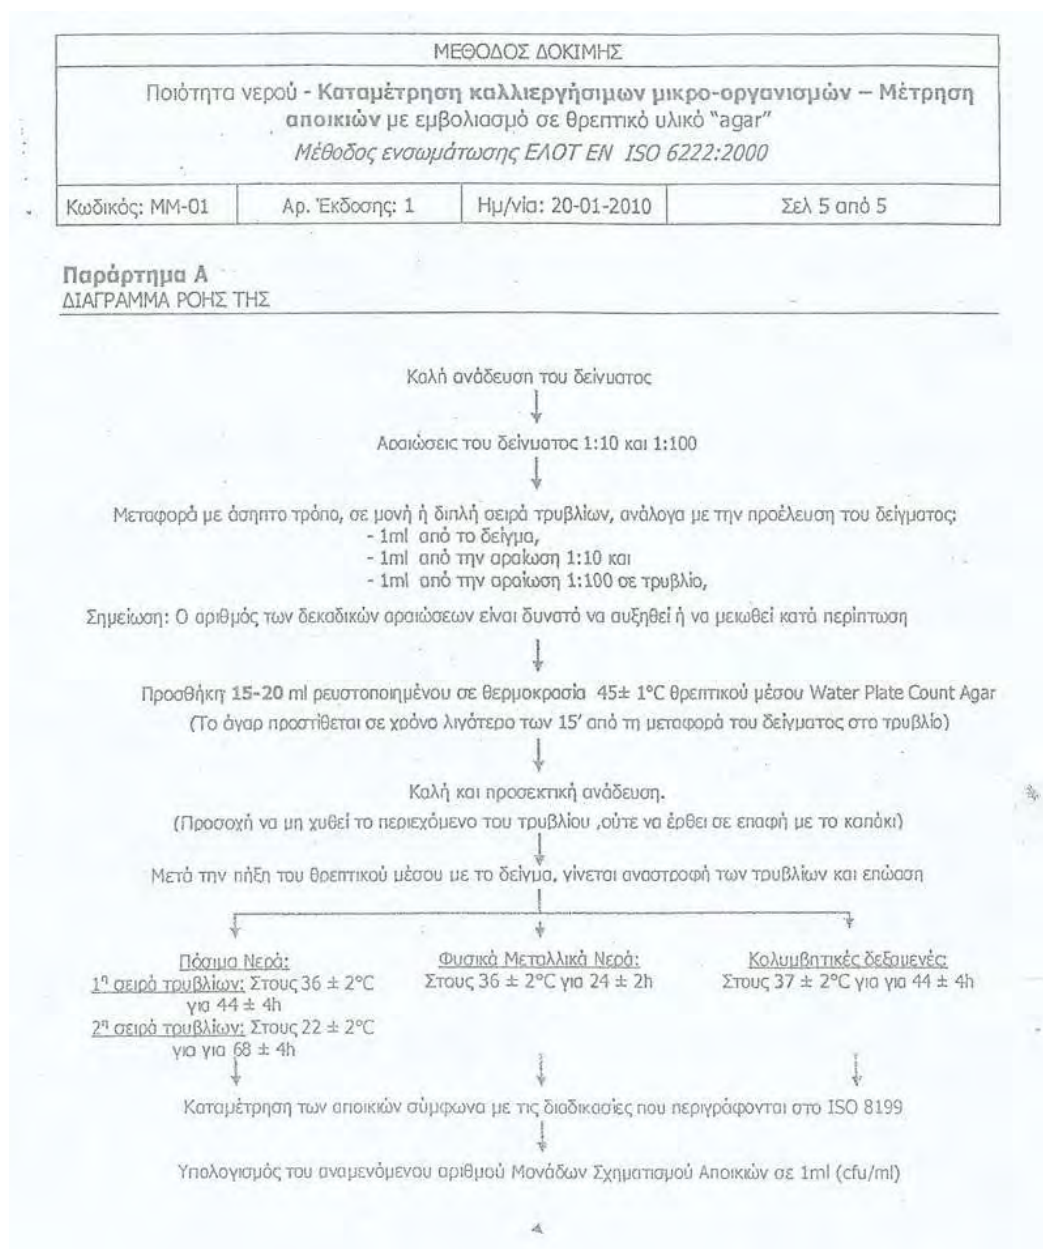 ΜΕΘΟΔΟΣ ΔΟΚΙΜΗΣ
Ποιότητα νερού - Καταμέτρηση καλλιεργήσιμων μικρο-οργανισμών – Μέτρηση
αποικιών με εμβολιασμό σε θρεπτικό υλικό "agar"
Μέθοδος ενσωμάτωσης ΕΛΟΤ EN ISO 6222:2000
Κωδικός: ΜΜ-01 Αρ. Έκδοσης: 1 Ημ/νία: 20-01-2010 Σελ 5 από 5
Παράρτημα Α
ΔΙΑΓΡΑΜΜΑ ΡΟΗΣ ΤΗΣ
Καλή ανάδευση του δείγματος
Αραιώσεις του δείγματος 1:10 και 1:100
Μεταφορά με άσηπτο τρόπο, σε μονή ή διπλή σειρά τρυβλίων, ανάλογα με την προέλευση του δείγματος:
- 1ml από το δείγμα,
- 1ml από την αραίωση 1:10 και
- 1ml από την αραίωση 1:100 σε τρυβλίο,
Σημείωση: Ο αριθμός των δεκαδικών αραιώσεων είναι δυνατό να αυξηθεί ή να μειωθεί κατά περίπτωση
Προσθήκη 15-20 ml ρευστοποιημένου σε θερμοκρασία 45± 1°C θρεπτικού μέσου Water Plate Count Agar
(Το άγαρ προστίθεται σε χρόνο λιγότερο των 15' από τη μεταφορά του δείγματος στο τρυβλίο)
Καλή και προσεκτική ανάδευση.
(Προσοχή να μη χυθεί το περιεχόμενο του τρυβλίου ,ούτε να έρθει σε επαφή με το καπάκι)
Μετά την πήξη του θρεπτικού μέσου με το δείγμα, γίνεται αναστροφή των τρυβλίων και επώαση
Πόσιμα Νερά: Φυσικά Μεταλλικά Νερά: Κολυμβητικές δεξαμενές:
1η σειρά τρυβλίων: Στους 36 ± 2°C Στους 36 ± 2°C για 24 ± 2h Στους 37 ± 2°C για για 44 ± 4h
για 44 ± 4h
2η σειρά τρυβλίων: Στους 22 ± 2°C
για για 68 ± 4h
Καταμέτρηση των αποικιών σύμφωνα με τις διαδικασίες που περιγράφονται στο ISO 8199
Υπολογισμός του αναμενόμενου αριθμού Μονάδων Σχηματισμού Αποικιών σε 1ml (cfu/ml)